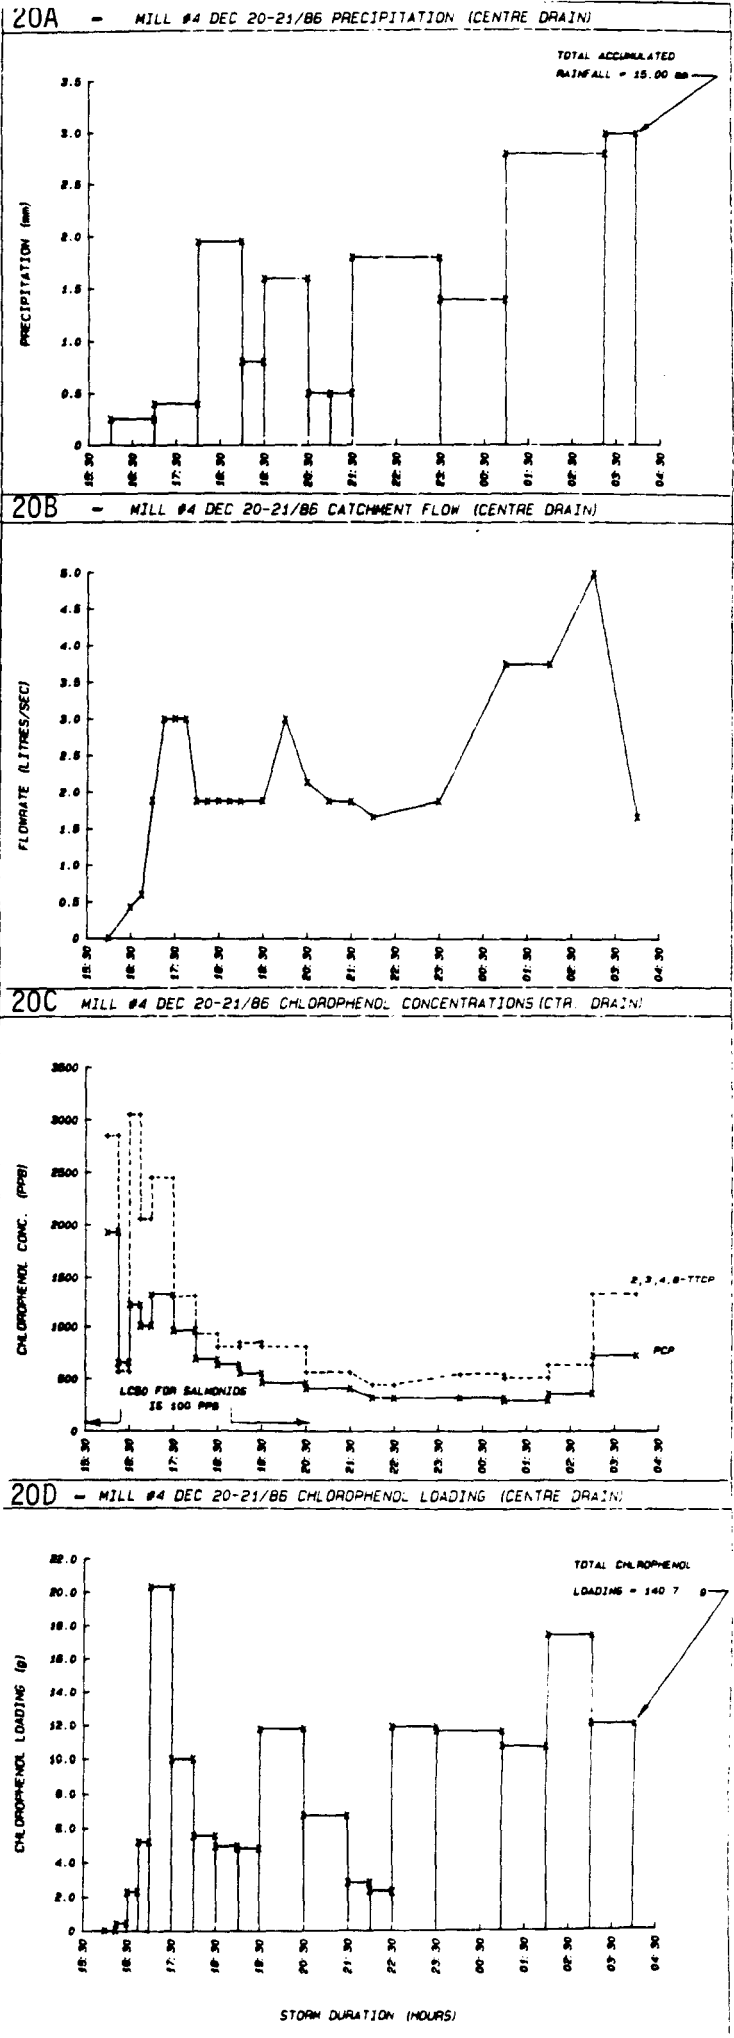 20A - MILL #4 DEC 20-21/86 PRECIPITATION (CENTRE DRAIN)
TOTAL ACCUMULATED
RAINFALL = 15.00 mm
3.5
3.0
2.5
2.0
1.5
1.0
0.5
0
PRECIPITATION (mm)
15:30 16:30 17:30 18:30 19:30 20:30 21:30 22:30 23:30 00:30 01:30 02:30 03:30 04:30
20B - MILL #4 DEC 20-21/86 CATCHMENT FLOW (CENTRE DRAIN)
5.0
4.5
4.0
3.5
3.0
2.5
2.0
1.5
1.0
0.5
0
FLOWRATE (LITRES/SEC)
15:30 16:30 17:30 18:30 19:30 20:30 21:30 22:30 23:30 00:30 01:30 02:30 03:30 04:30
20C MILL #4 DEC 20-21/86 CHLOROPHENOL CONCENTRATIONS (CTR. DRAIN)
3500
3000
2500
2000
1500
1000
500
0
CHLOROPHENOL CONC. (PPB)
2,3,4,6-TTCP
PCP
LC50 FOR SALMONIDS
IS 100 PPB
15:30 16:30 17:30 18:30 19:30 20:30 21:30 22:30 23:30 00:30 01:30 02:30 03:30 04:30
20D - MILL #4 DEC 20-21/86 CHLOROPHENOL LOADING (CENTRE DRAIN)
TOTAL CHLROPHENOL
LOADING = 140.7 g
22.0
20.0
18.0
16.0
14.0
12.0
10.0
8.0
6.0
4.0
2.0
0
CHLOROPHENOL LOADING (g)
15:30 16:30 17:30 18:30 19:30 20:30 21:30 22:30 23:30 00:30 01:30 02:30 03:30 04:30
STORM DURATION (HOURS)